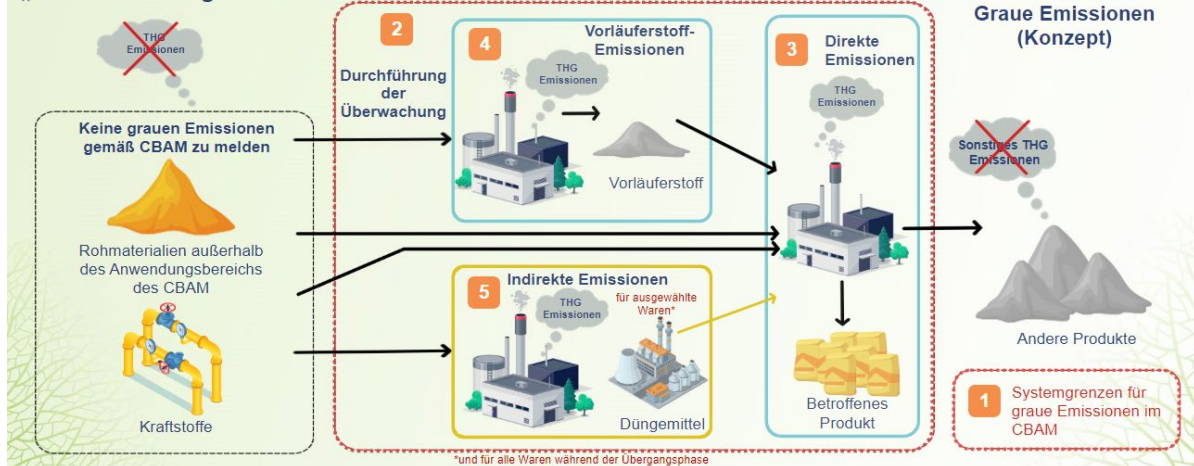 THG
Emissionen
Keine grauen Emissionen
gemäß CBAM zu melden
Rohmaterialien außerhalb
des Anwendungsbereichs
des CBAM
Kraftstoffe
2
Durchführung
der
Überwachung
4
Vorläuferstoff-
Emissionen
THG
Emissionen
Vorläuferstoff
5
Indirekte Emissionen
THG
Emissionen
für ausgewählte
Waren*
Düngemittel
3
Direkte
Emissionen
THG
Emissionen
Betroffenes
Produkt
*und für alle Waren während der Übergangsphase
Graue Emissionen
(Konzept)
Sonstiges THG
Emissionen
Andere Produkte
1
Systemgrenzen für
graue Emissionen im
CBAM